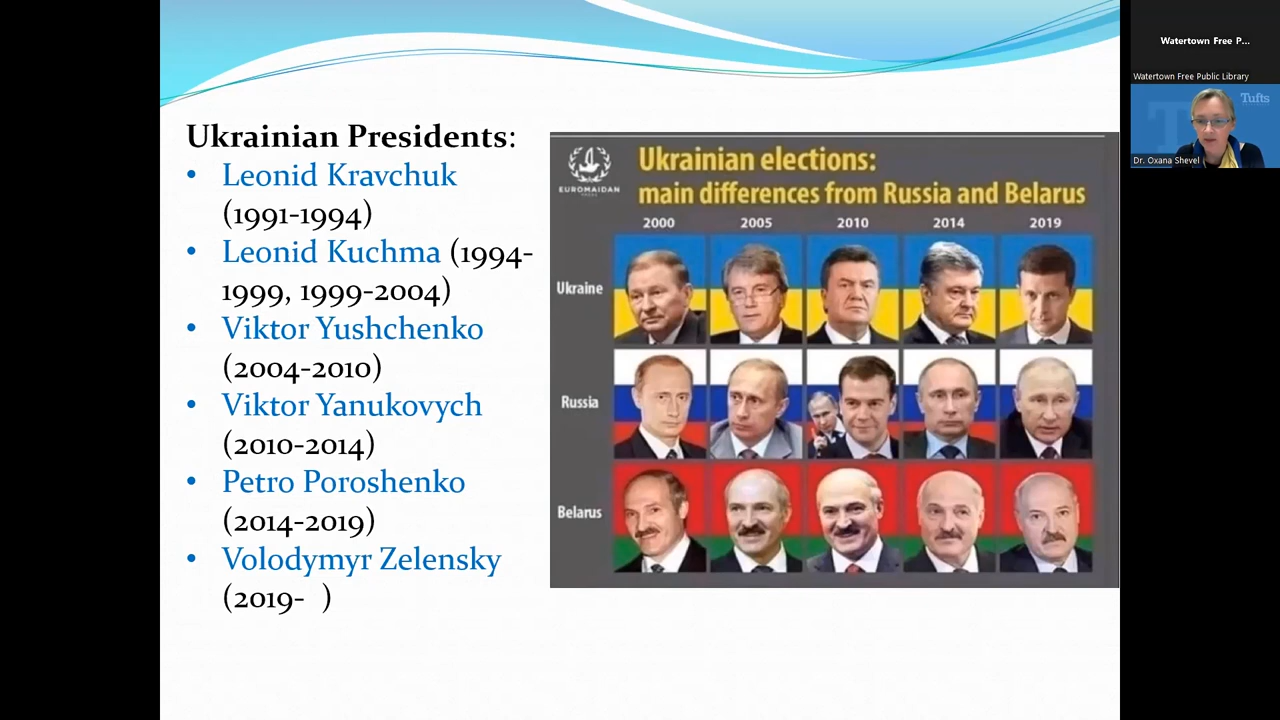 Ukrainian Presidents:
• Leonid Kravchuk
(1991-1994)
• Leonid Kuchma (1994-
1999, 1999-2004)
• Viktor Yushchenko
(2004-2010)
• Viktor Yanukovych
(2010-2014)
• Petro Poroshenko
(2014-2019)
• Volodymyr Zelensky
(2019- )
EUROMAIDAN
PRESS
Ukrainian elections:
main differences from Russia and Belarus
2000 2005 2010 2014 2019
Ukraine
Russia
Belarus
Watertown Free P...
Watertown Free Public Library
Tufts
Dr. Oxana Shevel